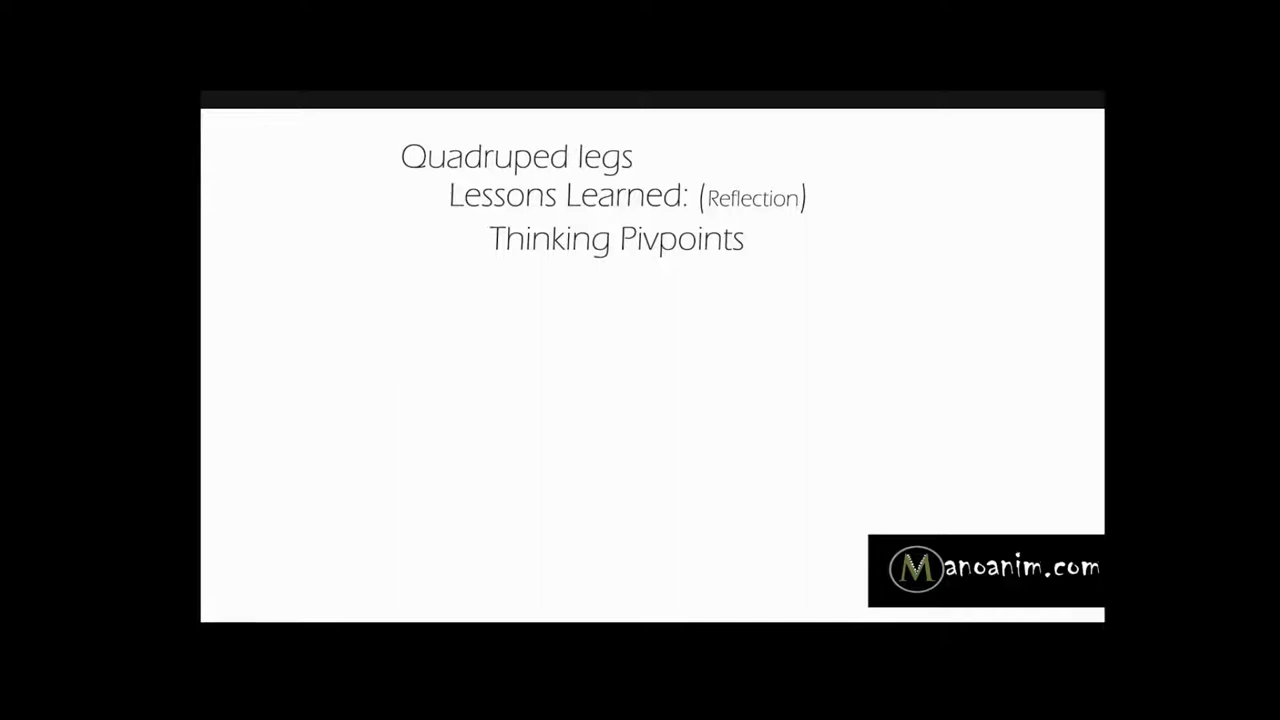 Quadruped legs
Lessons Learned: (Reflection)
Thinking Pivpoints
Manoanim.com